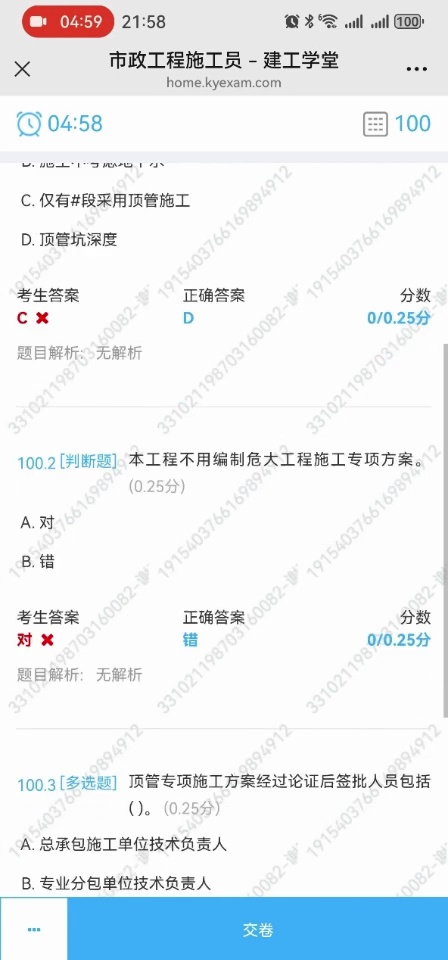 04:59 21:58 100
市政工程施工员 - 建工学堂
home.kyexam.com
04:58 100
C. 仅有#段采用顶管施工
D. 顶管坑深度
考生答案 正确答案 分数
C D 0/0.25分
题目解析: 无解析
100.2 [判断题] 本工程不用编制危大工程施工专项方案。
(0.25分)
A. 对
B. 错
考生答案 正确答案 分数
对 错 0/0.25分
题目解析: 无解析
100.3 [多选题] 顶管专项施工方案经过论证后签批人员包括
( )。 (0.25分)
A. 总承包施工单位技术负责人
B. 专业分包单位技术负责人
交卷